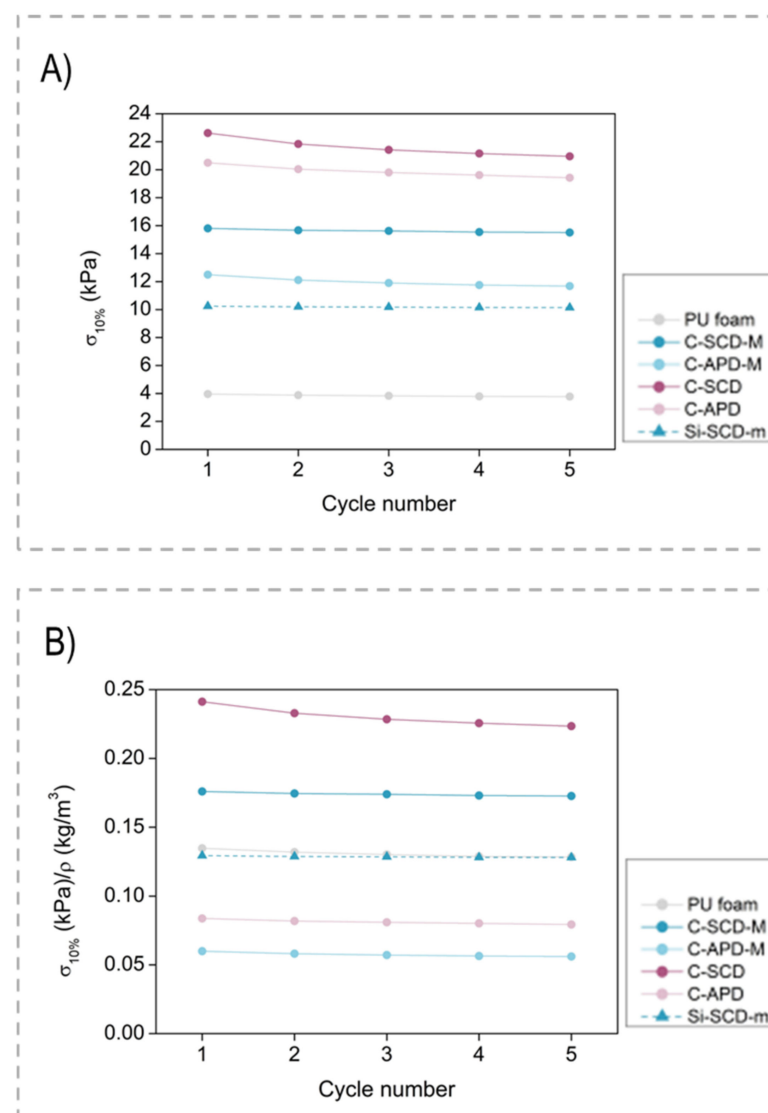 A)
24
22
20
18
16
14
12
10
8
6
4
2
0
σ10% (kPa)
1 2 3 4 5
Cycle number
PU foam
C-SCD-M
C-APD-M
C-SCD
C-APD
Si-SCD-m
B)
0.25
0.20
0.15
0.10
0.05
0.00
σ10% (kPa)/ρ (kg/m³)
1 2 3 4 5
Cycle number
PU foam
C-SCD-M
C-APD-M
C-SCD
C-APD
Si-SCD-m